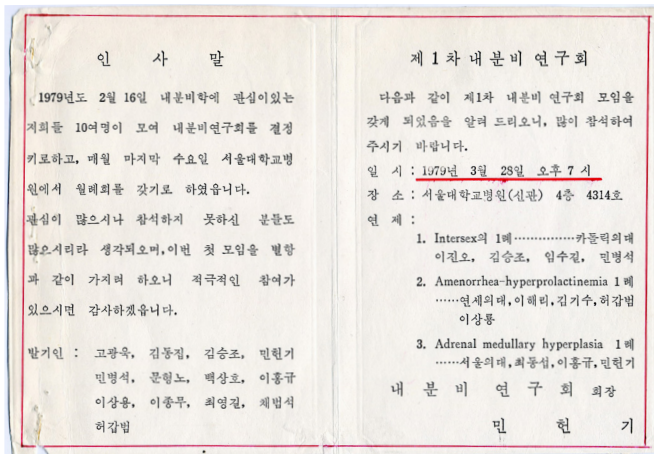 인 사 말
1979년도 2월 16일 내분비학에 관심이있는
저희들 10여명이 모여 내분비연구회를 결정
키로하고, 매월 마지막 수요일 서울대학교병
원에서 월례회를 갖기로 하였읍니다.
관심이 많으시나 참석하지 못하신 분들도
많으시리라 생각되오며, 이번 첫 모임을 별항
과 같이 가지려 하오니 적극적인 참여가
있으시면 감사하겠읍니다.
발기인 : 고광욱, 김동집, 김승조, 민헌기
민병석, 문형노, 백상호, 이홍규
이상용, 이종무, 최영길, 채범석
허갑범
제 1 차 내 분 비 연 구 회
다음과 같이 제1차 내분비 연구회 모임을
갖게 되었음을 알려 드리오니, 많이 참석하여
주시기 바랍니다.
일 시 : 1979년 3월 28일 오후 7 시
장 소 : 서울대학교병원(신관) 4층 4314호
연 제 :
1. Intersex의 1례 ··············· 카톨릭의대
이진오, 김승조, 임수길, 민병석
2. Amenorrhea-hyperprolactinemia 1 례
······연세의대, 이해리, 김기수, 허갑범
이상룡
3. Adrenal medullary hyperplasia 1 례
······서울의대, 최동섭, 이홍규, 민헌기
내 분 비 연 구 회 회장
민 헌 기